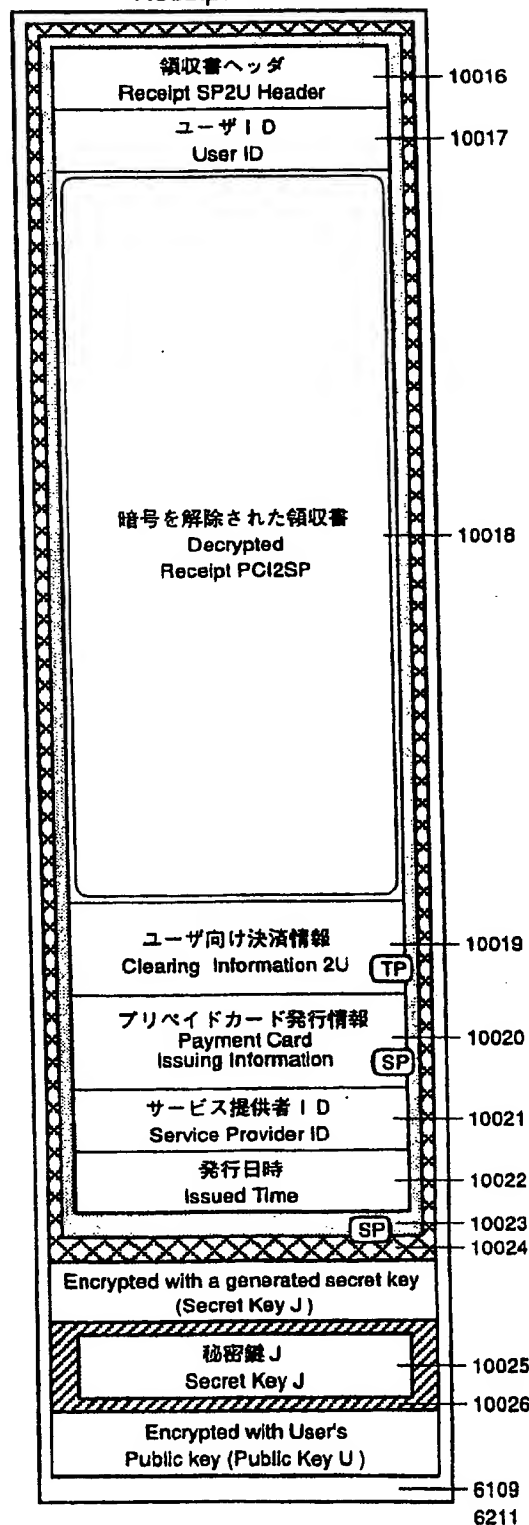 領収書ヘッダ
Receipt SP2U Header
10016
ユーザID
User ID
10017
暗号を解除された領収書
Decrypted
Receipt PCI2SP
10018
ユーザ向け決済情報
Clearing Information 2U
TP
10019
プリペイドカード発行情報
Payment Card
Issuing Information
SP
10020
サービス提供者ID
Service Provider ID
10021
発行日時
Issued Time
10022
SP
10023
10024
Encrypted with a generated secret key
(Secret Key J)
秘密鍵J
Secret Key J
10025
10026
Encrypted with User's
Public key (Public Key U)
6109
6211